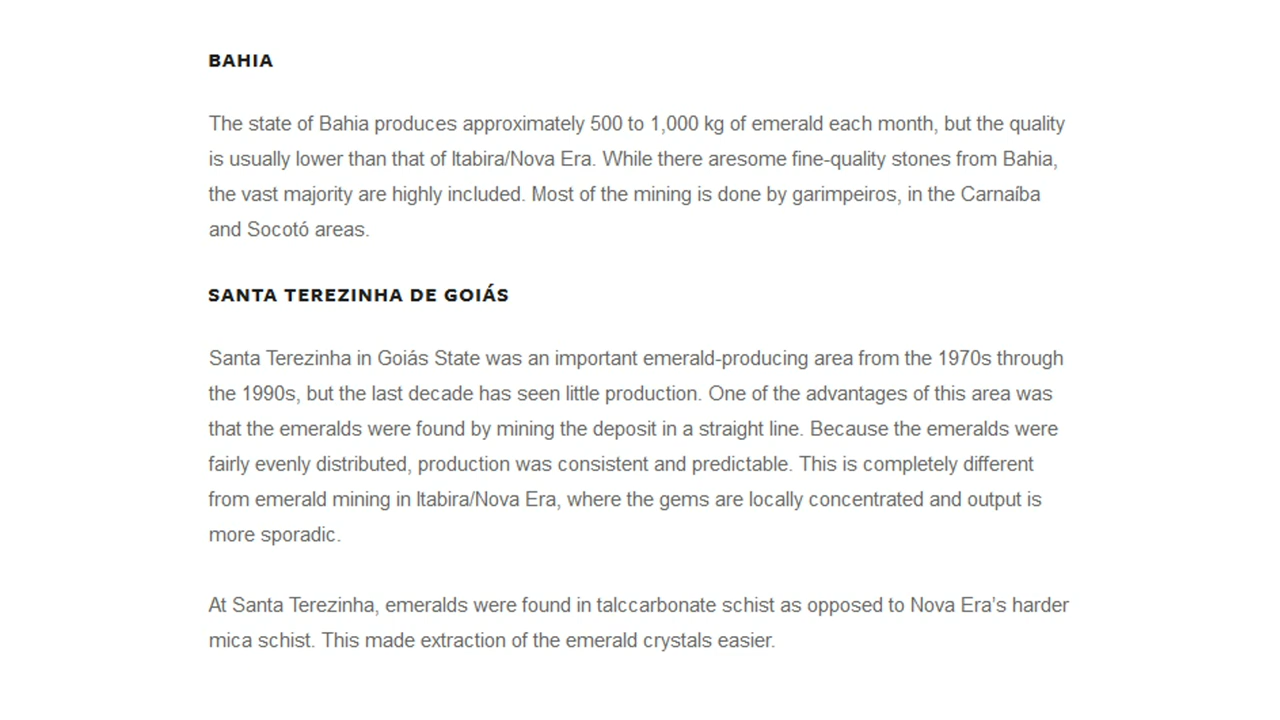 BAHIA
The state of Bahia produces approximately 500 to 1,000 kg of emerald each month, but the quality
is usually lower than that of Itabira/Nova Era. While there aresome fine-quality stones from Bahia,
the vast majority are highly included. Most of the mining is done by garimpeiros, in the Carnaíba
and Socotó areas.
SANTA TEREZINHA DE GOIÁS
Santa Terezinha in Goiás State was an important emerald-producing area from the 1970s through
the 1990s, but the last decade has seen little production. One of the advantages of this area was
that the emeralds were found by mining the deposit in a straight line. Because the emeralds were
fairly evenly distributed, production was consistent and predictable. This is completely different
from emerald mining in Itabira/Nova Era, where the gems are locally concentrated and output is
more sporadic.
At Santa Terezinha, emeralds were found in talccarbonate schist as opposed to Nova Era’s harder
mica schist. This made extraction of the emerald crystals easier.